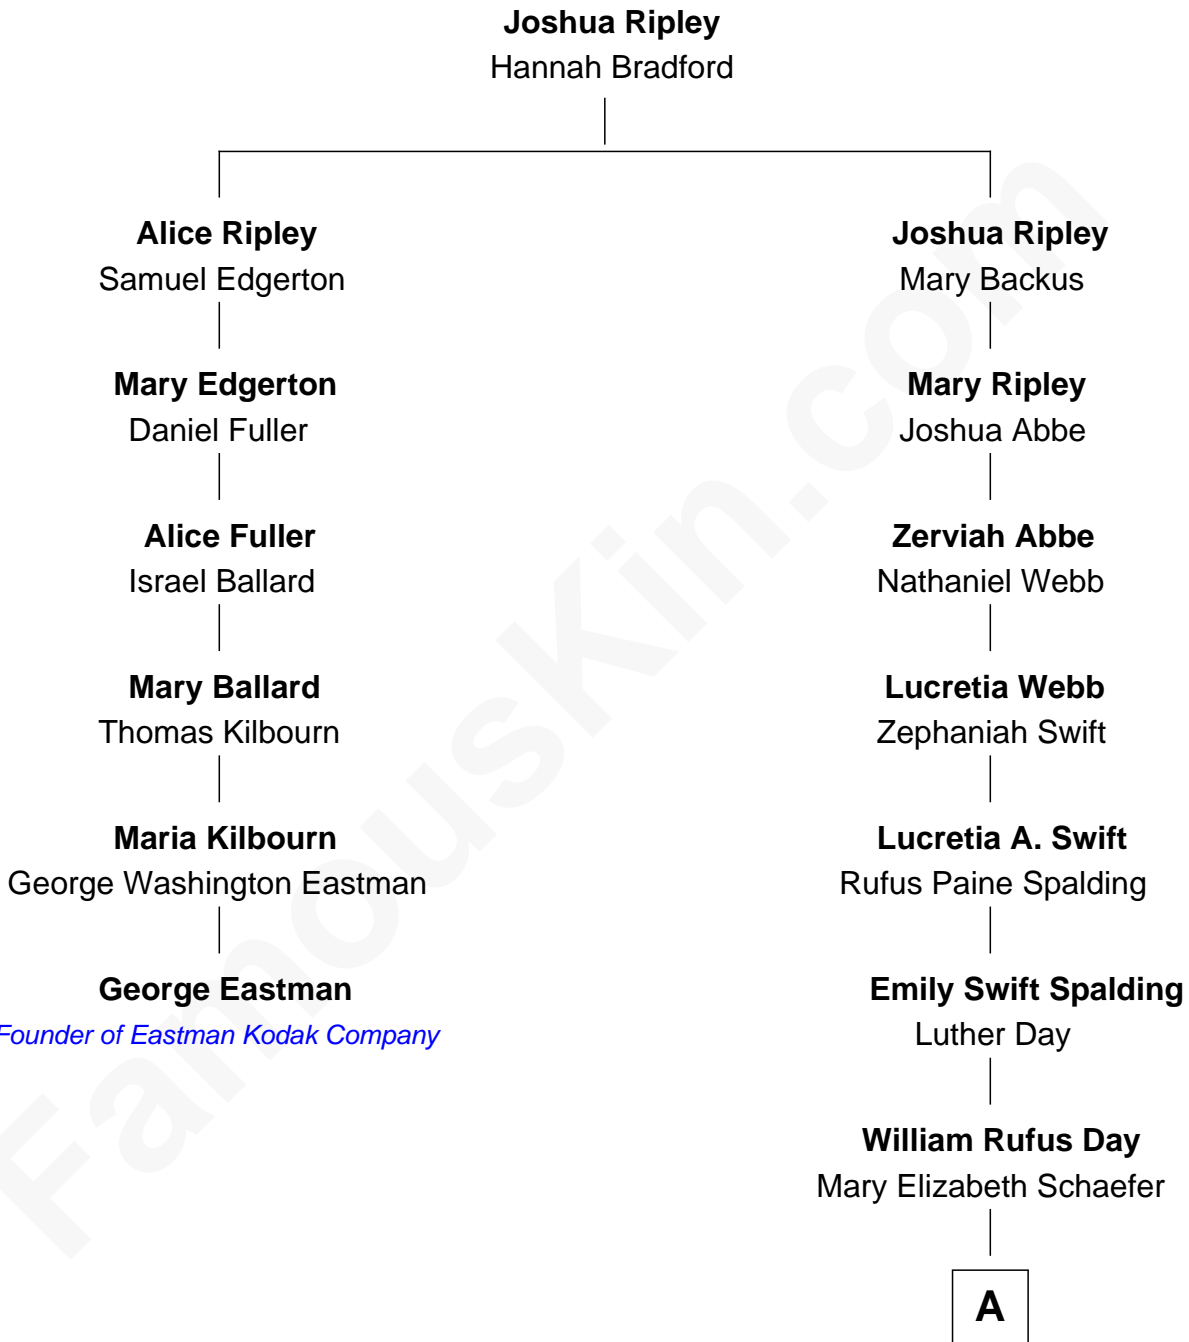 Joshua Ripley
Hannah Bradford
Alice Ripley
Samuel Edgerton
Joshua Ripley
Mary Backus
Mary Edgerton
Daniel Fuller
Mary Ripley
Joshua Abbe
Alice Fuller
Israel Ballard
Zerviah Abbe
Nathaniel Webb
Mary Ballard
Thomas Kilbourn
Lucretia Webb
Zephaniah Swift
Maria Kilbourn
George Washington Eastman
Lucretia A. Swift
Rufus Paine Spalding
George Eastman
Founder of Eastman Kodak Company
Emily Swift Spalding
Luther Day
William Rufus Day
Mary Elizabeth Schaefer
A
FamousKin.com